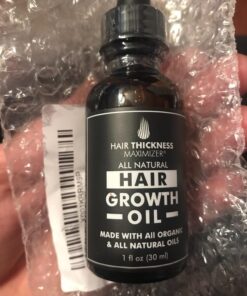 HAIR THICKNESS
MAXIMIZER®
ALL NATURAL
HAIR
GROWTH
OIL
MADE WITH All ORGANIC
& ALL NATURAL OILS
1 fl oz (30 ml)